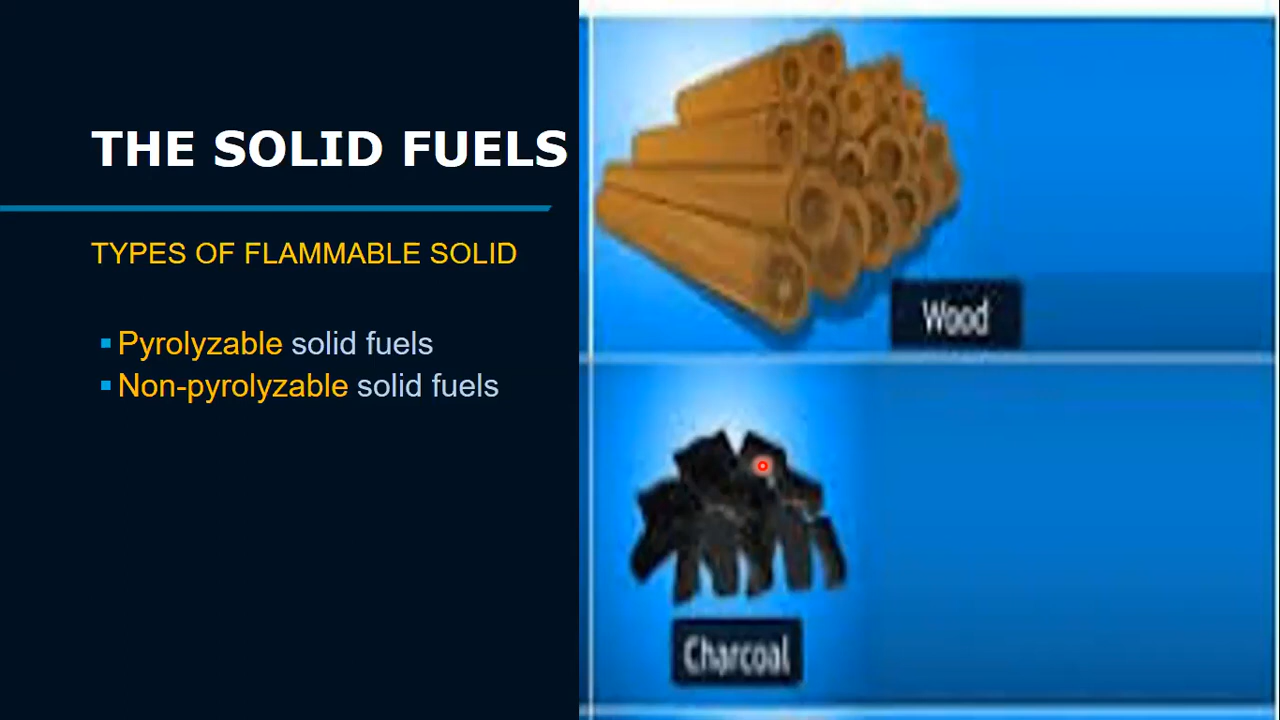 THE SOLID FUELS
TYPES OF FLAMMABLE SOLID
▪Pyrolyzable solid fuels
▪Non-pyrolyzable solid fuels
Wood
Charcoal